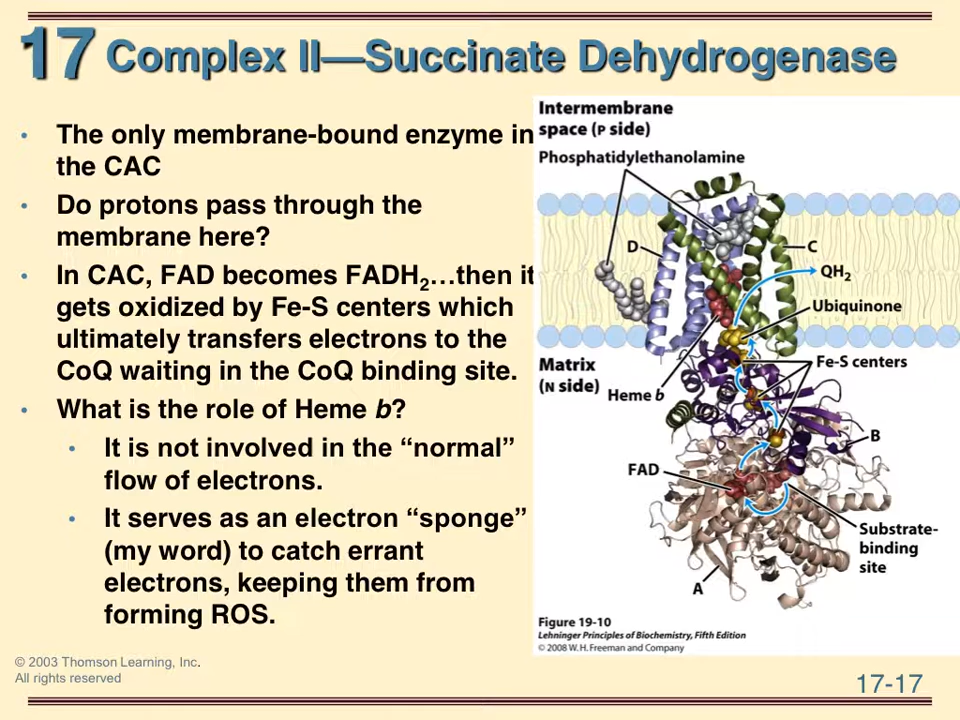 17 Complex II—Succinate Dehydrogenase
• The only membrane-bound enzyme in
the CAC
• Do protons pass through the
membrane here?
• In CAC, FAD becomes FADH₂…then it
gets oxidized by Fe-S centers which
ultimately transfers electrons to the
CoQ waiting in the CoQ binding site.
• What is the role of Heme b?
• It is not involved in the “normal”
flow of electrons.
• It serves as an electron “sponge”
(my word) to catch errant
electrons, keeping them from
forming ROS.
Intermembrane
space (P side)
Phosphatidylethanolamine
D
C
QH₂
Ubiquinone
Matrix
(N side)
Fe-S centers
Heme b
B
FAD
Substrate-
binding
site
A
Figure 19-10
Lehninger Principles of Biochemistry, Fifth Edition
© 2008 W. H. Freeman and Company
© 2003 Thomson Learning, Inc.
All rights reserved
17-17